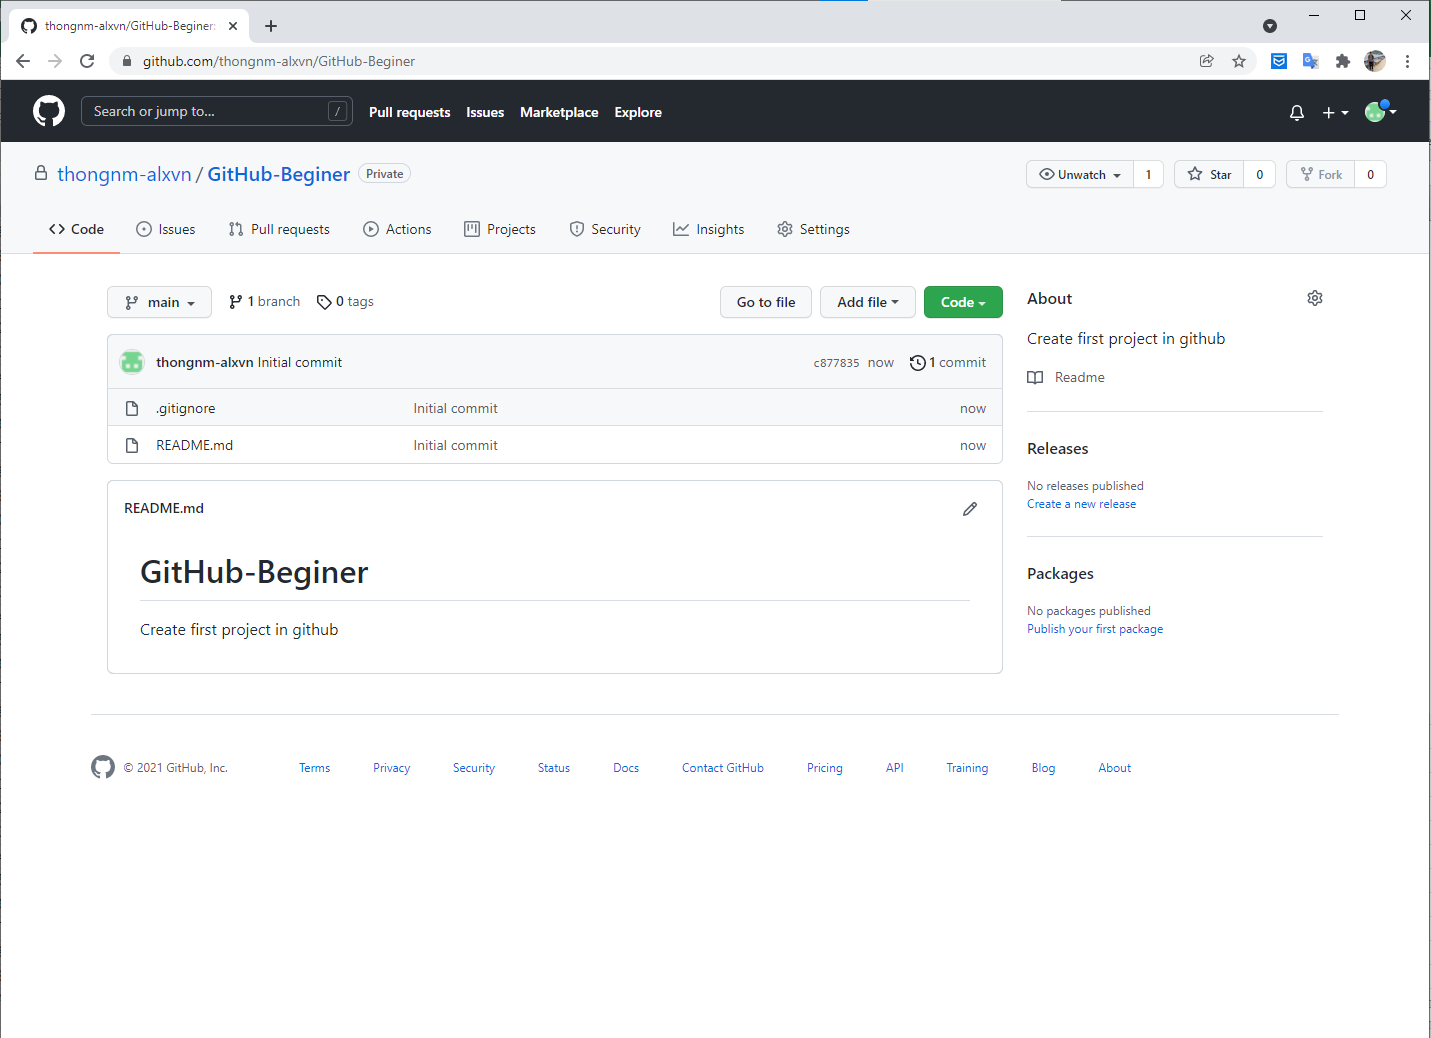 thongnm-alxvn/GitHub-Beginer:
github.com/thongnm-alxvn/GitHub-Beginer
Search or jump to... / Pull requests Issues Marketplace Explore
thongnm-alxvn / GitHub-Beginer Private Unwatch 1 Star 0 Fork 0
Code Issues Pull requests Actions Projects Security Insights Settings
main 1 branch 0 tags Go to file Add file Code
thongnm-alxvn Initial commit c877835 now 1 commit
.gitignore Initial commit now
README.md Initial commit now
README.md
GitHub-Beginer
Create first project in github
About
Create first project in github
Readme
Releases
No releases published
Create a new release
Packages
No packages published
Publish your first package
© 2021 GitHub, Inc. Terms Privacy Security Status Docs Contact GitHub Pricing API Training Blog About